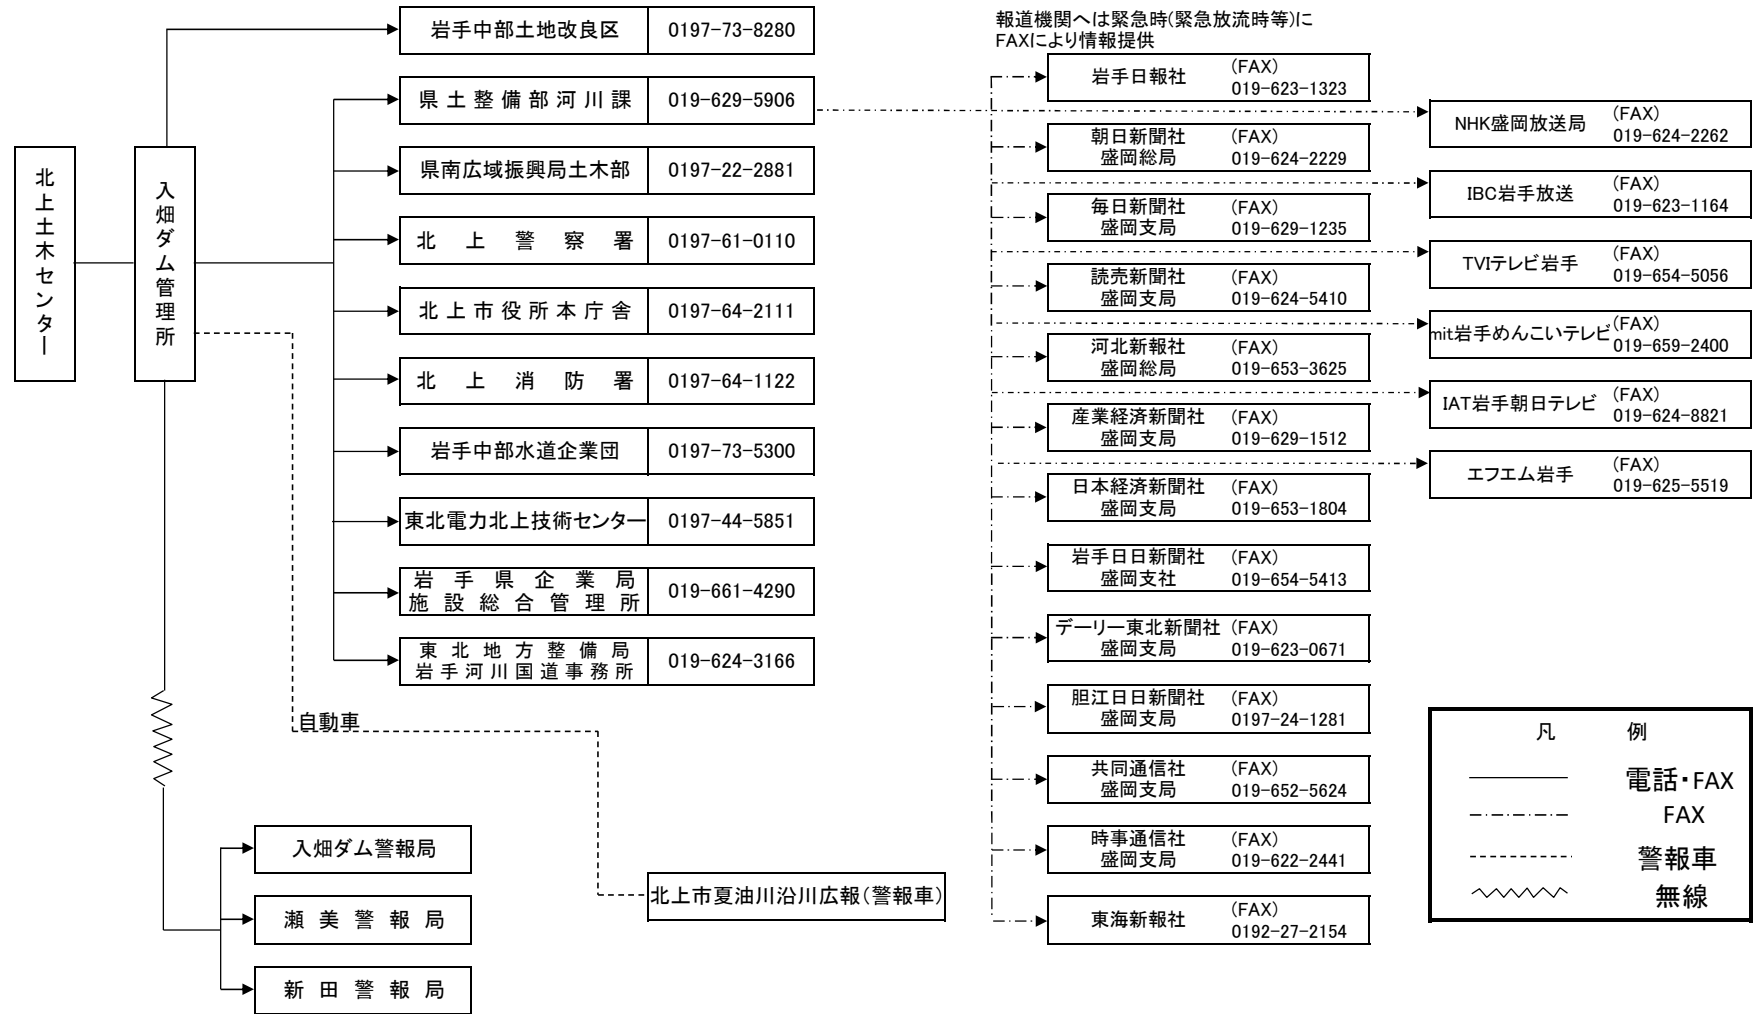 北上土木センター
入畑ダム管理所
岩手中部土地改良区 0197-73-8280
県土整備部河川課 019-629-5906
県南広域振興局土木部 0197-22-2881
北上警察署 0197-61-0110
北上市役所本庁舎 0197-64-2111
北上消防署 0197-64-1122
岩手中部水道企業団 0197-73-5300
東北電力北上技術センター 0197-44-5851
岩手県企業局
施設総合管理所 019-661-4290
東北地方整備局
岩手河川国道事務所 019-624-3166
自動車
入畑ダム警報局
瀬美警報局
新田警報局
北上市夏油川沿川広報(警報車)
報道機関へは緊急時(緊急放流時等)に
FAXにより情報提供
岩手日報社 (FAX)
019-623-1323
朝日新聞社 (FAX)
盛岡総局 019-624-2229
毎日新聞社 (FAX)
盛岡支局 019-629-1235
読売新聞社 (FAX)
盛岡支局 019-624-5410
河北新報社 (FAX)
盛岡総局 019-653-3625
産業経済新聞社 (FAX)
盛岡支局 019-629-1512
日本経済新聞社 (FAX)
盛岡支局 019-653-1804
岩手日日新聞社 (FAX)
盛岡支社 019-654-5413
デーリー東北新聞社 (FAX)
盛岡支局 019-623-0671
胆江日日新聞社 (FAX)
盛岡支局 0197-24-1281
共同通信社 (FAX)
盛岡支局 019-652-5624
時事通信社 (FAX)
盛岡支局 019-622-2441
東海新報社 (FAX)
0192-27-2154
NHK盛岡放送局 (FAX)
019-624-2262
IBC岩手放送 (FAX)
019-623-1164
TVIテレビ岩手 (FAX)
019-654-5056
mit岩手めんこいテレビ (FAX)
019-659-2400
IAT岩手朝日テレビ (FAX)
019-624-8821
エフエム岩手 (FAX)
019-625-5519
凡 例
電話・FAX
FAX
警報車
無線